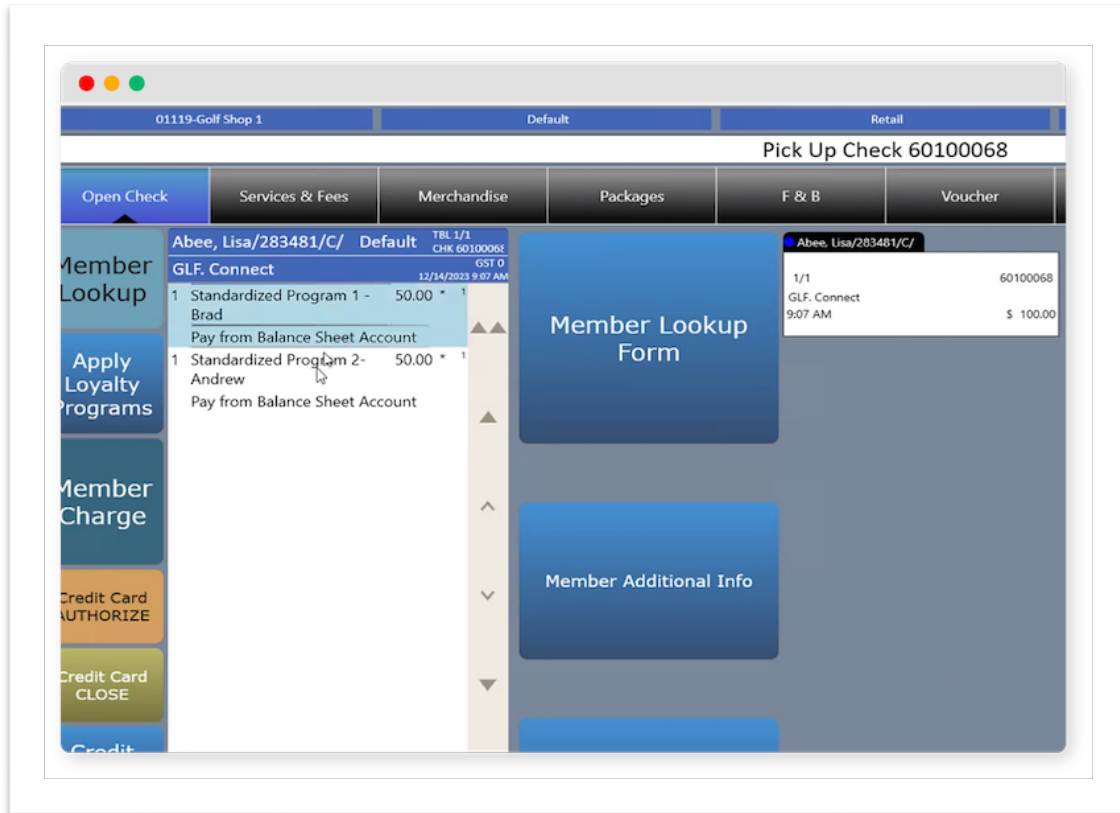 01119-Golf Shop 1
Default
Retail
Pick Up Check 60100068
Open Check
Services & Fees
Merchandise
Packages
F & B
Voucher
Member
Lookup
Apply
Loyalty
Programs
Member
Charge
Credit Card
AUTHORIZE
Credit Card
CLOSE
Credit
Abee, Lisa/283481/C/ Default TBL 1/1
CHK 60100068
GLF. Connect GST 0
12/14/2023 9:07 AM
1 Standardized Program 1 - 50.00 * 1
Brad
Pay from Balance Sheet Account
1 Standardized Program 2- 50.00 * 1
Andrew
Pay from Balance Sheet Account
Member Lookup
Form
Member Additional Info
Abee, Lisa/283481/C/
1/1 60100068
GLF. Connect
9:07 AM $ 100.00